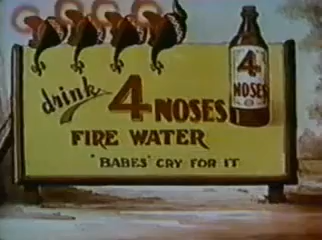 drink 4 NOSES
FIRE WATER
'BABES' CRY FOR IT
4
NOSES